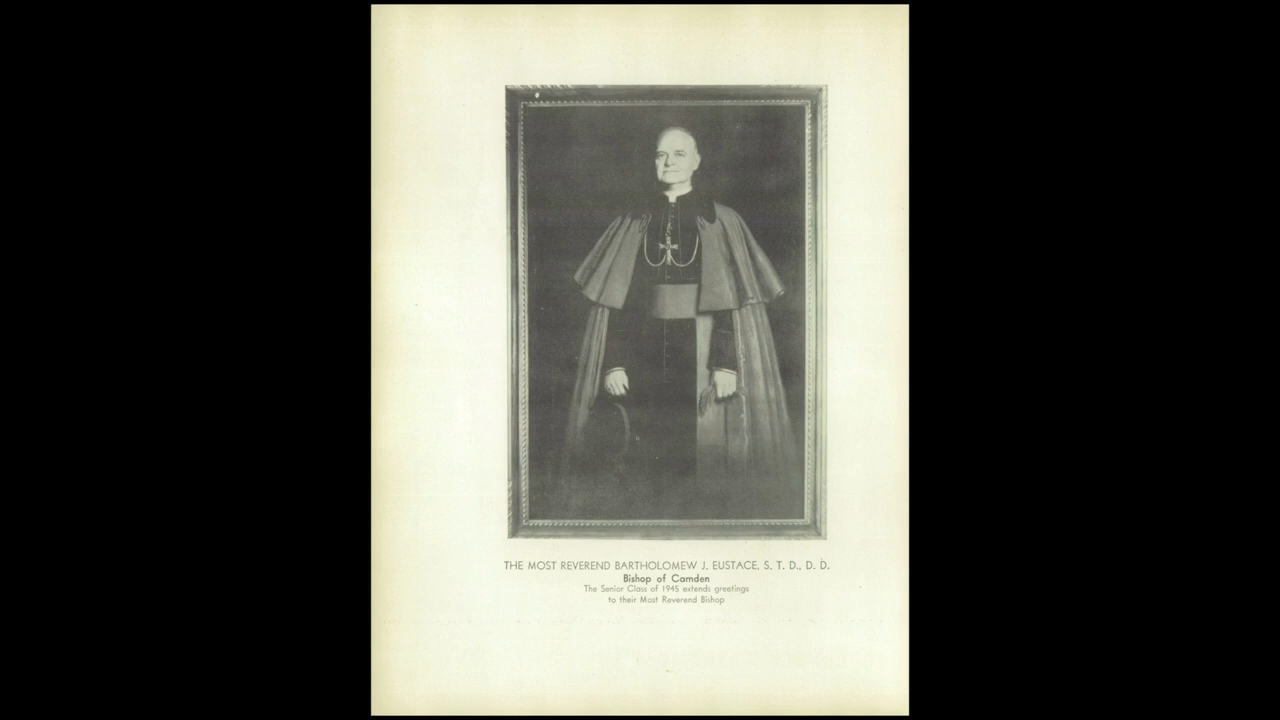 THE MOST REVEREND BARTHOLOMEW J. EUSTACE, S. T. D., D. D.
Bishop of Camden
The Senior Class of 1945 extends greetings
to their Most Reverend Bishop